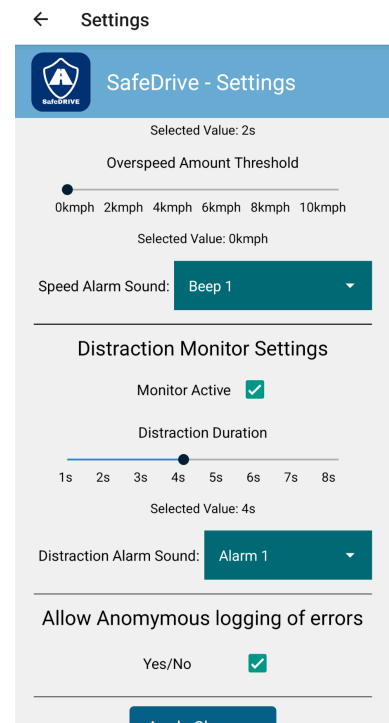 Settings
SafeDRIVE
SafeDrive - Settings
Selected Value: 2s
Overspeed Amount Threshold
0kmph 2kmph 4kmph 6kmph 8kmph 10kmph
Selected Value: 0kmph
Speed Alarm Sound: Beep 1
Distraction Monitor Settings
Monitor Active
Distraction Duration
1s 2s 3s 4s 5s 6s 7s 8s
Selected Value: 4s
Distraction Alarm Sound: Alarm 1
Allow Anomymous logging of errors
Yes/No